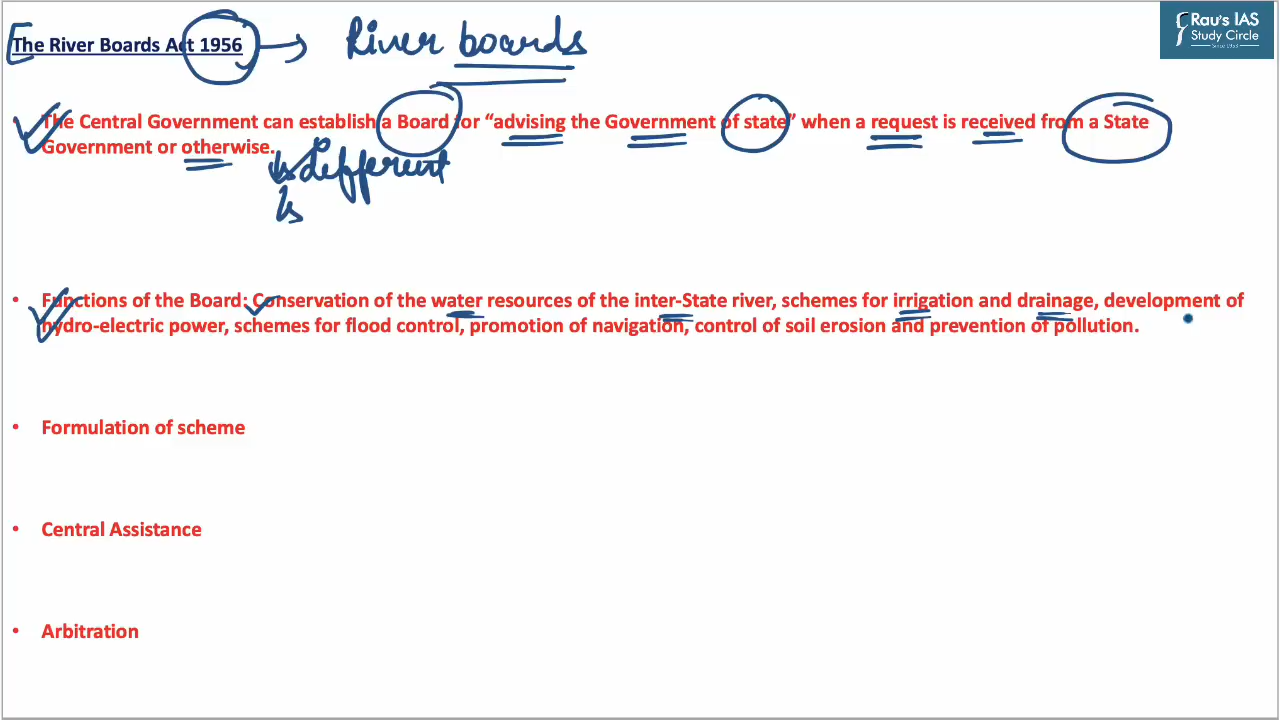 The River Boards Act 1956
River boards
Rau's IAS
Study Circle
Since 1953
The Central Government can establish a Board for “advising the Government of state” when a request is received from a State
Government or otherwise.
different
• Functions of the Board: Conservation of the water resources of the inter-State river, schemes for irrigation and drainage, development of
hydro-electric power, schemes for flood control, promotion of navigation, control of soil erosion and prevention of pollution.
• Formulation of scheme
• Central Assistance
• Arbitration